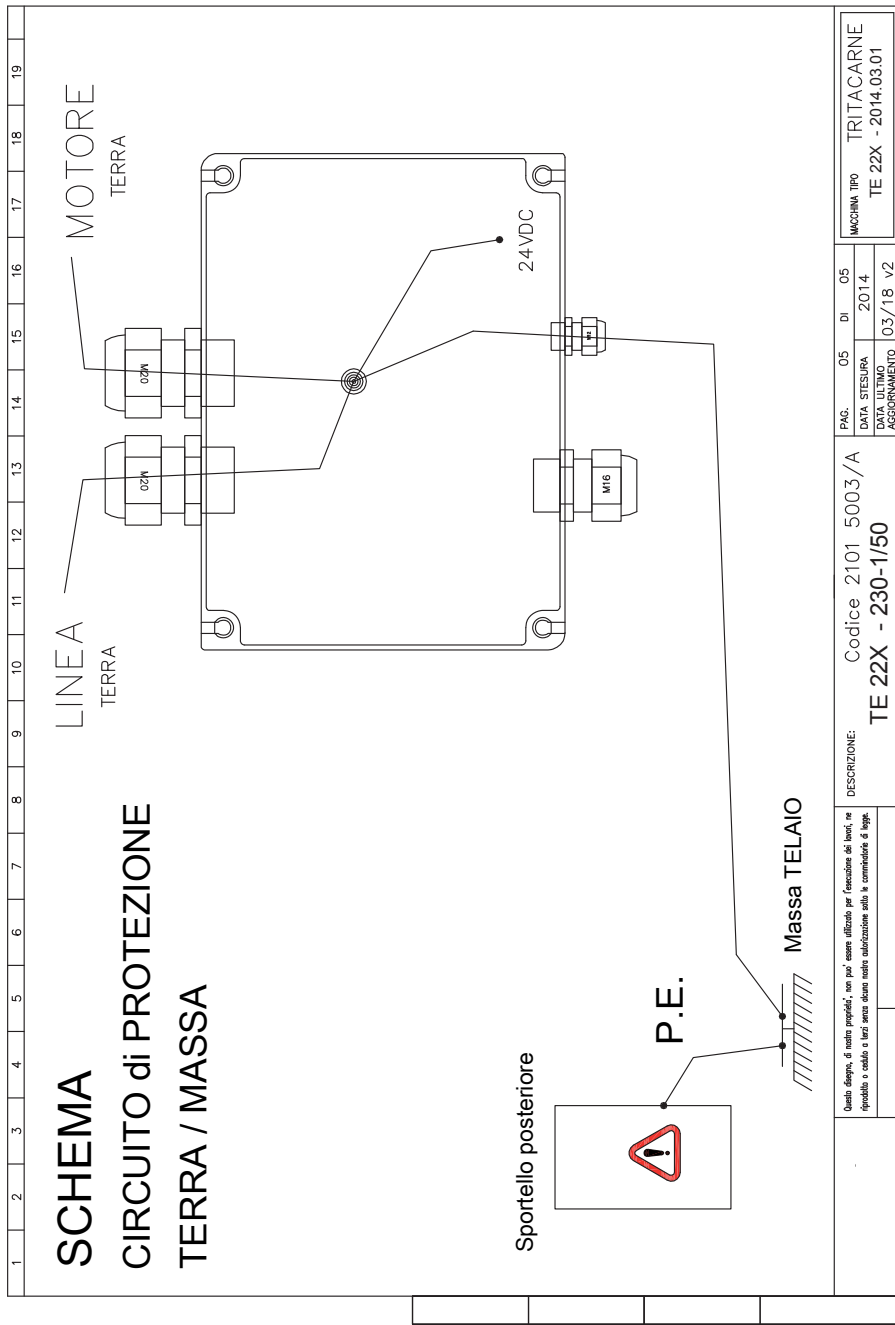 1 2 3 4 5 6 7 8 9 10 11 12 13 14 15 16 17 18 19
SCHEMA
CIRCUITO di PROTEZIONE
TERRA / MASSA
LINEA
TERRA
MOTORE
TERRA
M20
M20
24VDC
M16
M12
Sportello posteriore
P.E.
Massa TELAIO
Questo disegno, di nostra proprieta', non puo' essere utilizzato per l'esecuzione dei lavori, ne
riprodotto o ceduto a terzi senza alcuna nostra autorizzazione sotto le comminatorie di legge.
DESCRIZIONE:
Codice 2101 5003/A
TE 22X - 230-1/50
PAG. 05 DI 05
DATA STESURA 2014
DATA ULTIMO
AGGIORNAMENTO 03/18 v2
MACCHINA TIPO TRITACARNE
TE 22X - 2014.03.01